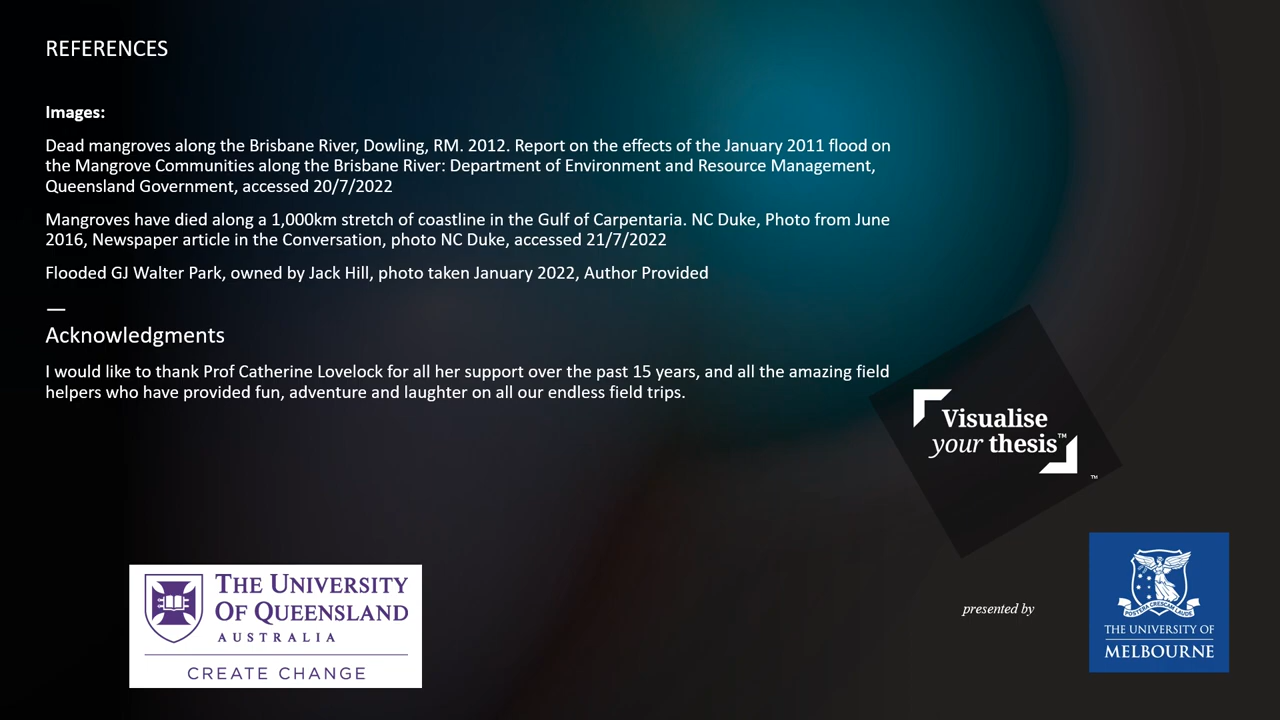 REFERENCES
Images:
Dead mangroves along the Brisbane River, Dowling, RM. 2012. Report on the effects of the January 2011 flood on
the Mangrove Communities along the Brisbane River: Department of Environment and Resource Management,
Queensland Government, accessed 20/7/2022
Mangroves have died along a 1,000km stretch of coastline in the Gulf of Carpentaria. NC Duke, Photo from June
2016, Newspaper article in the Conversation, photo NC Duke, accessed 21/7/2022
Flooded GJ Walter Park, owned by Jack Hill, photo taken January 2022, Author Provided
—
Acknowledgments
I would like to thank Prof Catherine Lovelock for all her support over the past 15 years, and all the amazing field
helpers who have provided fun, adventure and laughter on all our endless field trips.
Visualise
your thesis™
™
THE UNIVERSITY
OF QUEENSLAND
AUSTRALIA
CREATE CHANGE
presented by
POSTERA CRESCAM LAUDE
THE UNIVERSITY OF
MELBOURNE